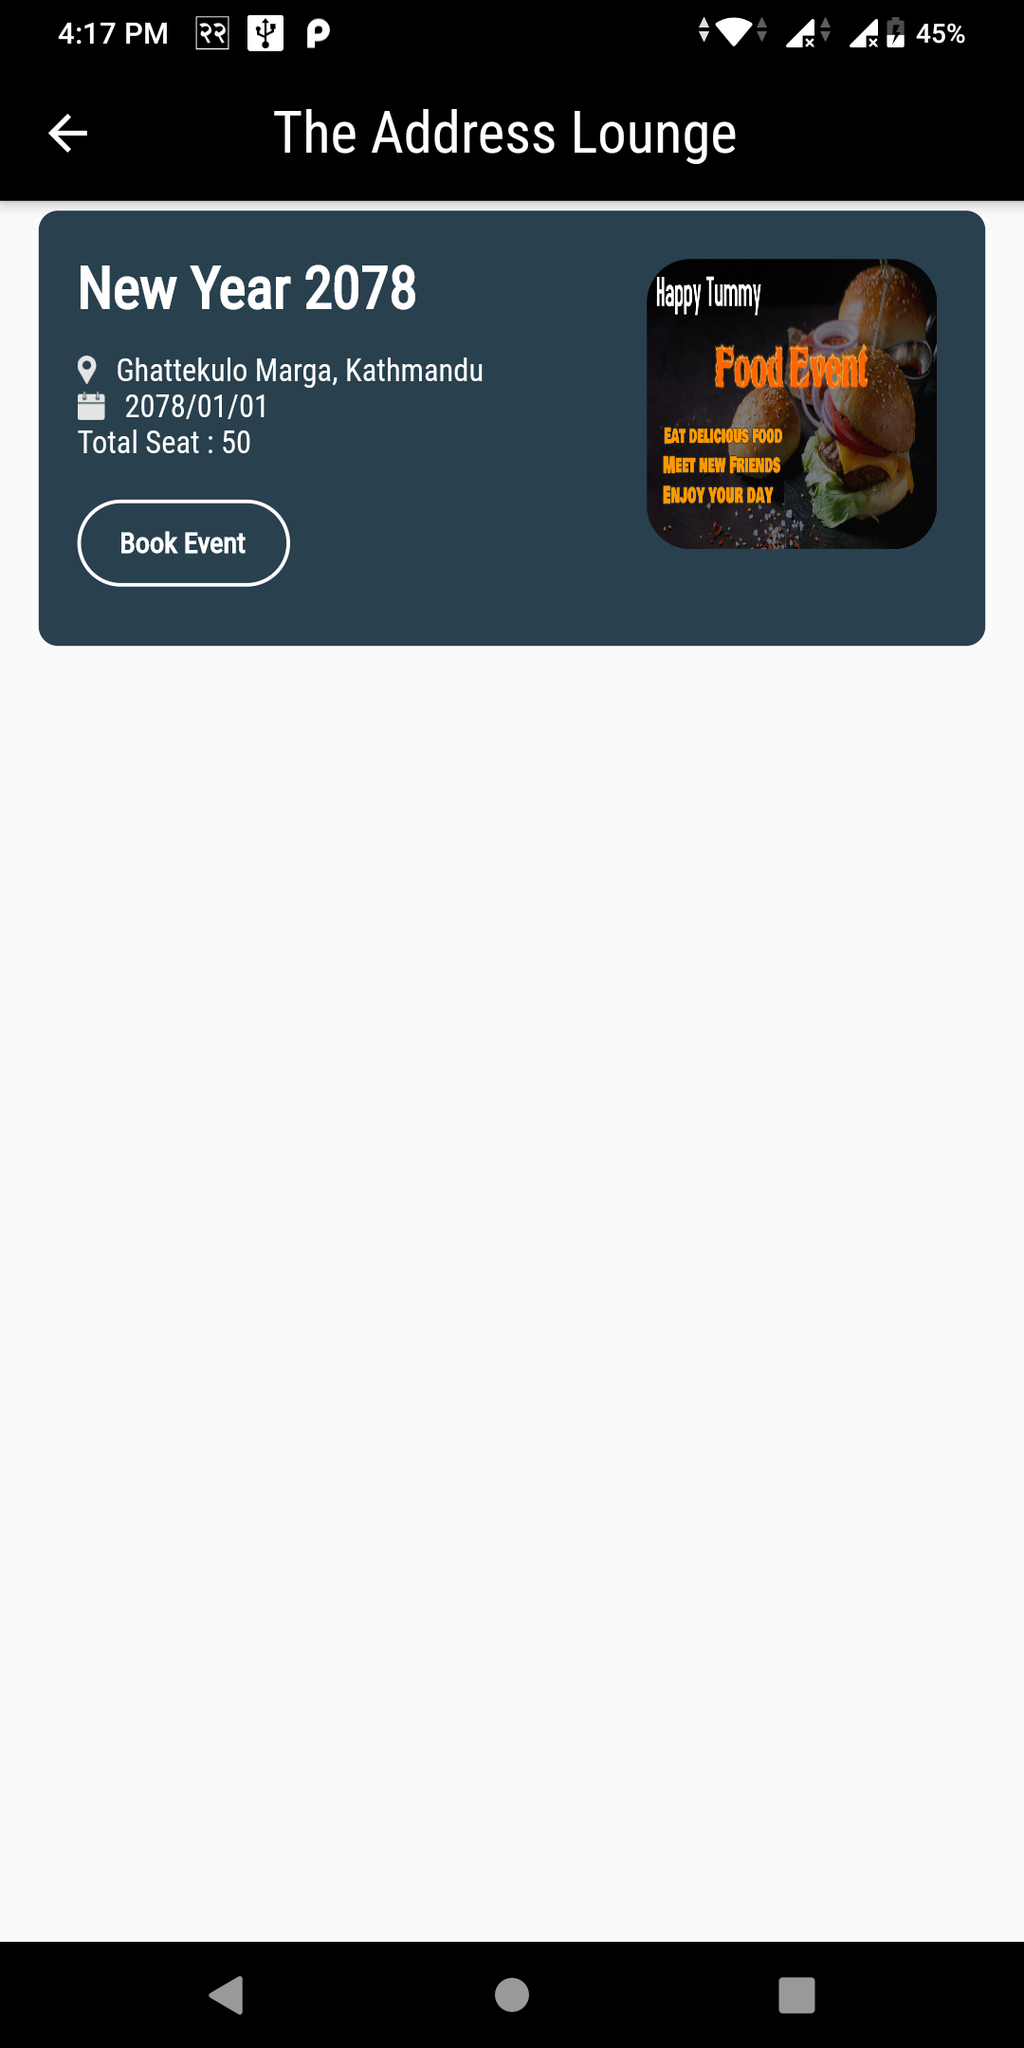 4:17 PM २२ 45%
The Address Lounge
New Year 2078
Ghattekulo Marga, Kathmandu
2078/01/01
Total Seat : 50
Book Event
Happy Tummy
Food Event
EAT DELICIOUS FOOD
MEET NEW FRIENDS
ENJOY YOUR DAY